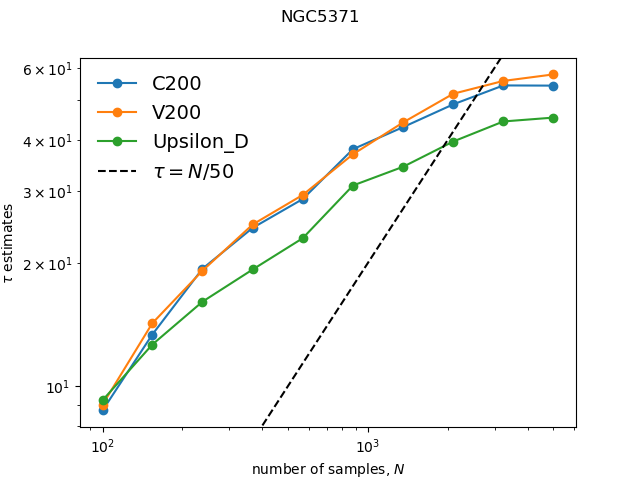 NGC5371
C200
V200
Upsilon_D
τ = N/50
6 × 10¹
4 × 10¹
3 × 10¹
2 × 10¹
10¹
τ estimates
10² 10³
number of samples, N